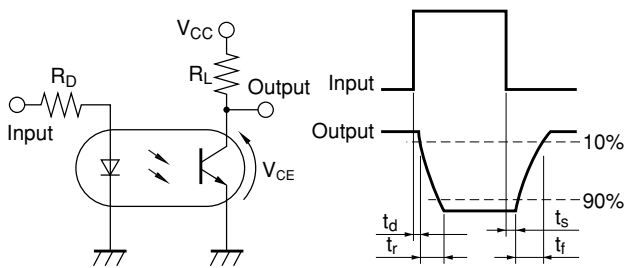 V_CC
R_D
R_L
Output
Input
V_CE
Input
Output
10%
90%
t_d
t_s
t_r
t_f